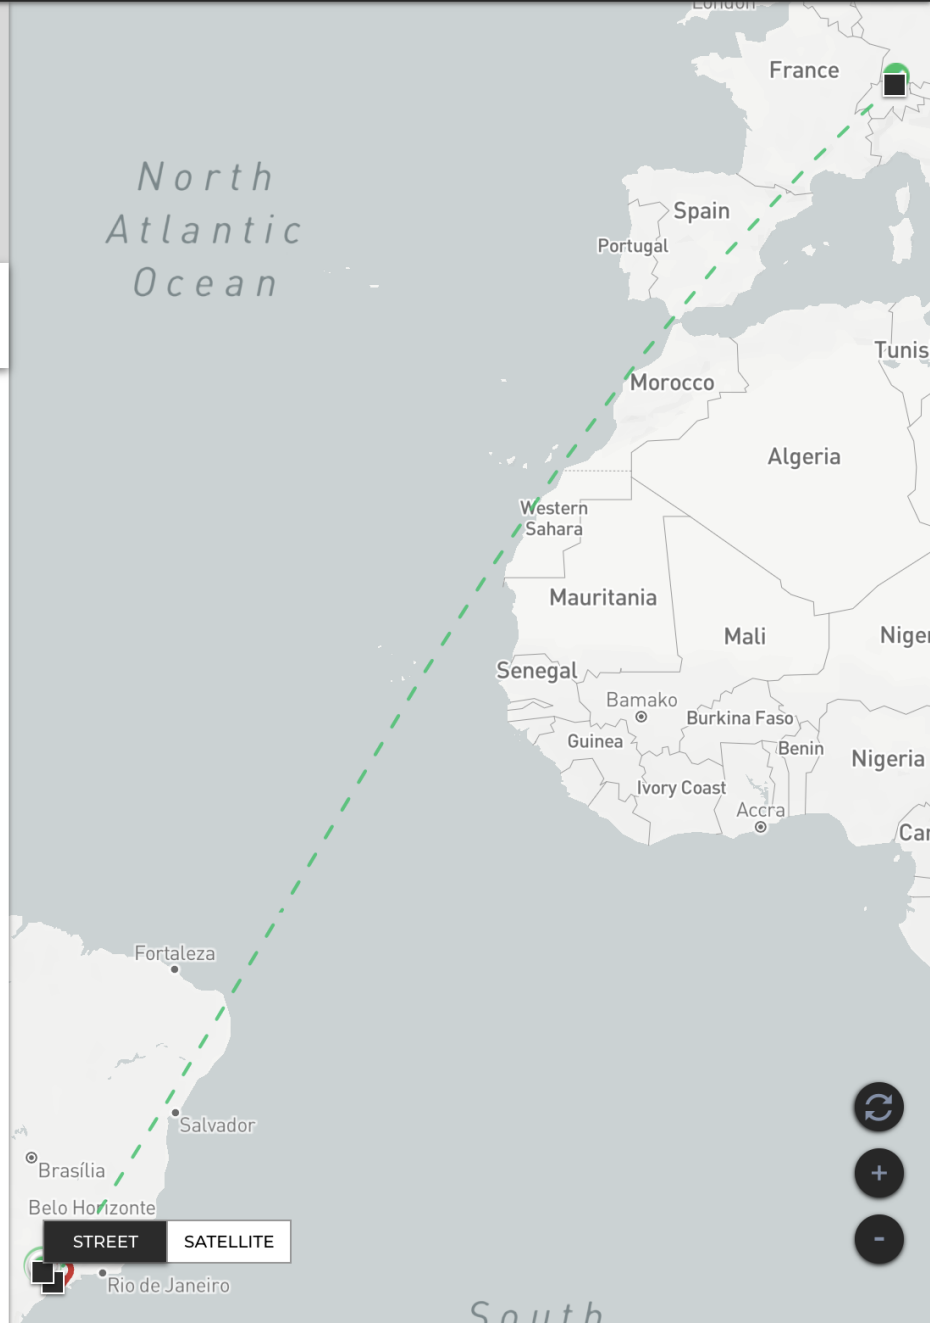 London
France
North
Atlantic
Ocean
Spain
Portugal
Tunis
Morocco
Algeria
Western
Sahara
Mauritania
Mali
Niger
Senegal
Bamako
Burkina Faso
Guinea
Benin
Nigeria
Ivory Coast
Accra
Car
Fortaleza
Salvador
Brasília
Belo Horizonte
STREET
SATELLITE
+
-
Rio de Janeiro
South